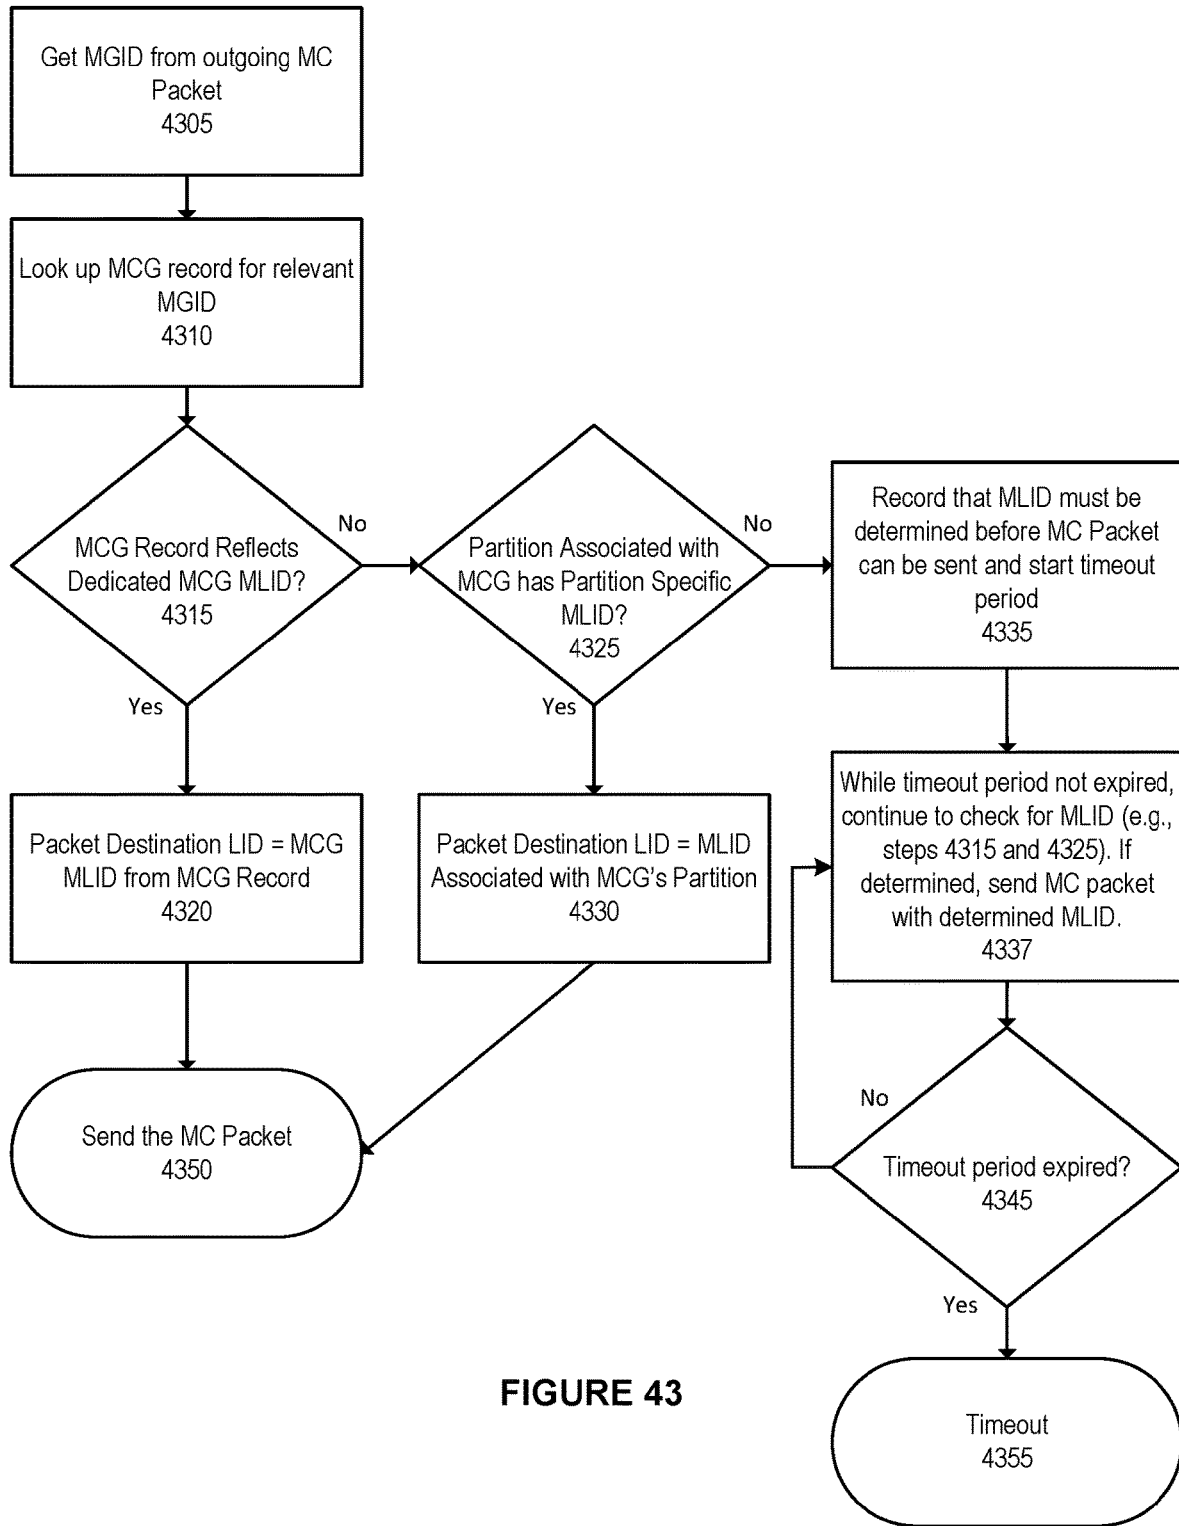 Get MGID from outgoing MC
Packet
4305
Look up MCG record for relevant
MGID
4310
MCG Record Reflects
Dedicated MCG MLID?
4315
No
Yes
Partition Associated with
MCG has Partition Specific
MLID?
4325
No
Yes
Record that MLID must be
determined before MC Packet
can be sent and start timeout
period
4335
Packet Destination LID = MCG
MLID from MCG Record
4320
Packet Destination LID = MLID
Associated with MCG's Partition
4330
While timeout period not expired,
continue to check for MLID (e.g.,
steps 4315 and 4325). If
determined, send MC packet
with determined MLID.
4337
Send the MC Packet
4350
No
Timeout period expired?
4345
Yes
Timeout
4355
FIGURE 43